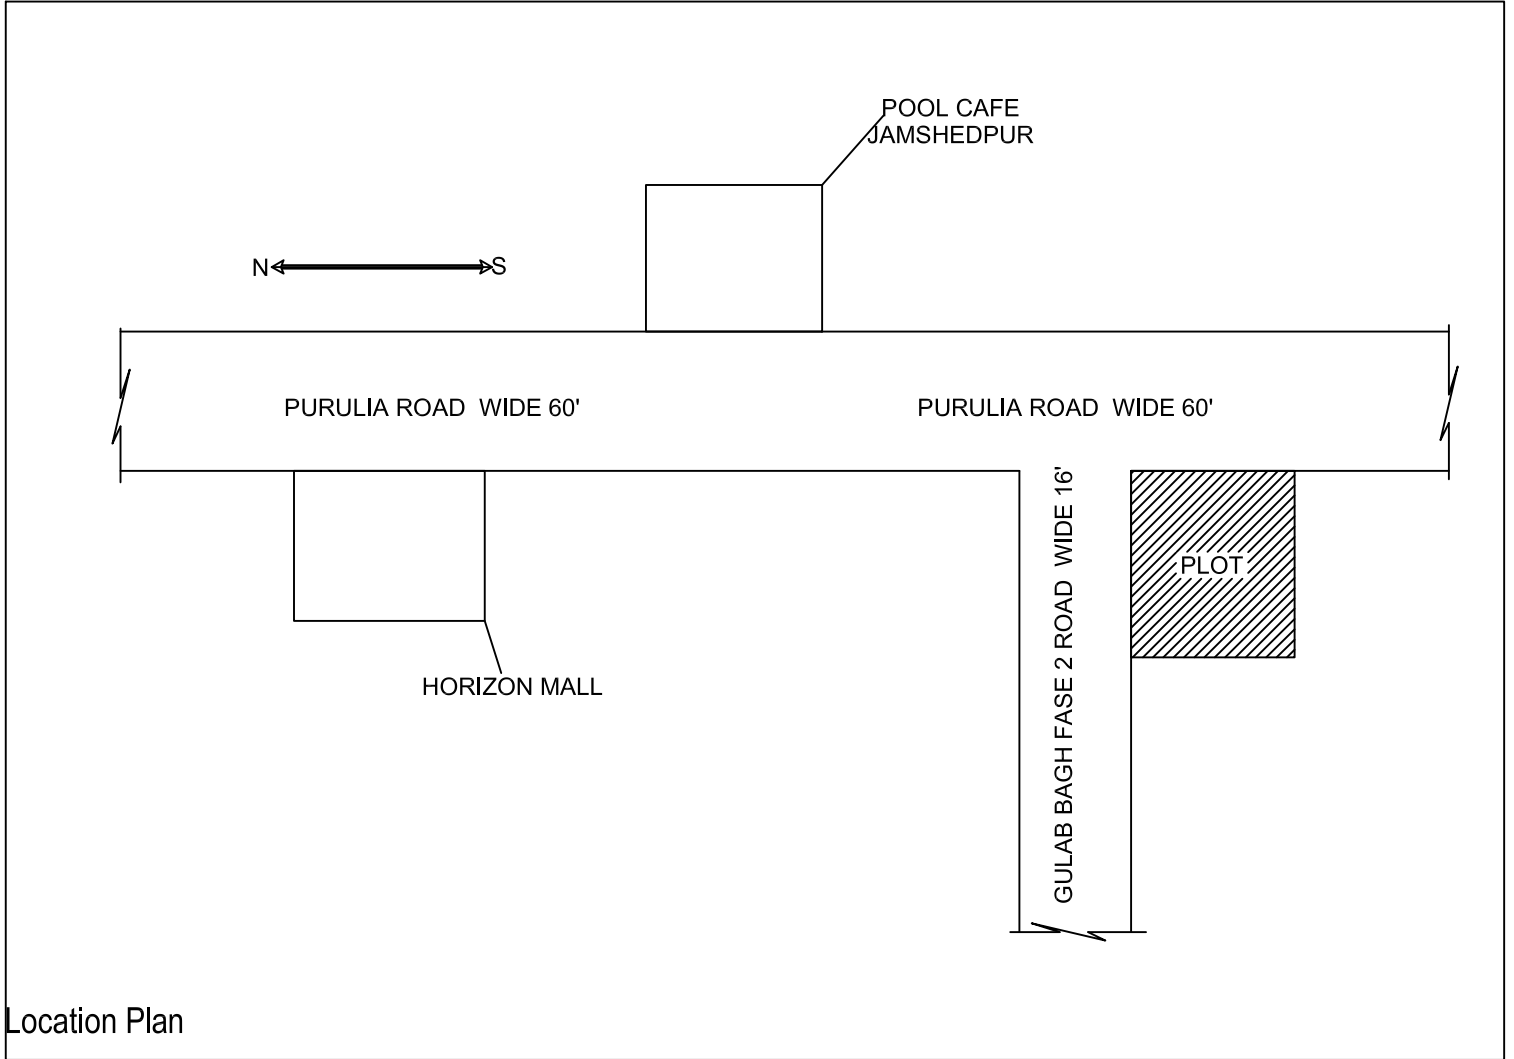 POOL CAFE
JAMSHEDPUR
N
S
PURULIA ROAD  WIDE 60'
PURULIA ROAD  WIDE 60'
GULAB BAGH FASE 2 ROAD  WIDE 16'
PLOT
HORIZON MALL
Location Plan